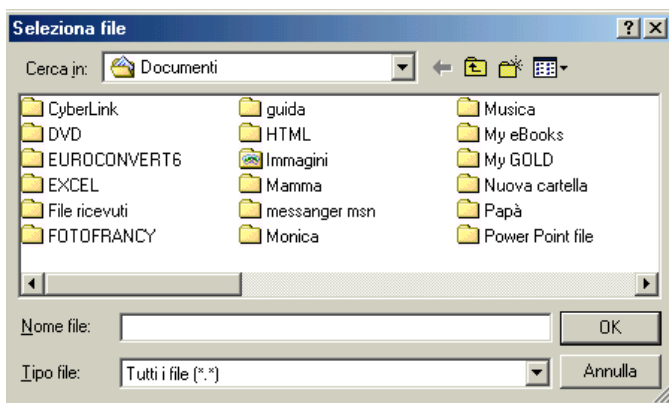 Seleziona file
Cerca in: Documenti
CyberLink guida Musica
DVD HTML My eBooks
EUROCONVERT6 Immagini My GOLD
EXCEL Mamma Nuova cartella
File ricevuti messanger msn Papà
FOTOFRANCY Monica Power Point file
Nome file: OK
Tipo file: Tutti i file (*.*) Annulla